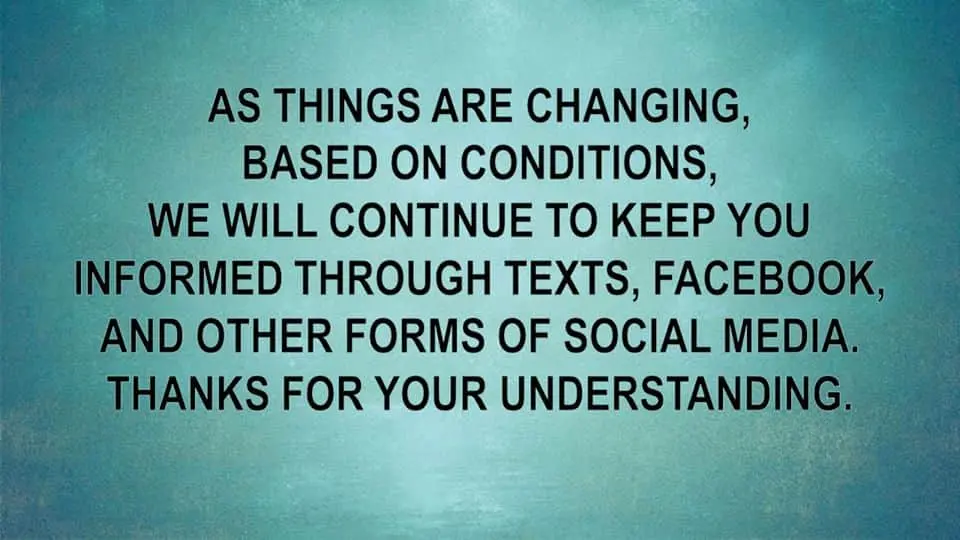 AS THINGS ARE CHANGING,
BASED ON CONDITIONS,
WE WILL CONTINUE TO KEEP YOU
INFORMED THROUGH TEXTS, FACEBOOK,
AND OTHER FORMS OF SOCIAL MEDIA.
THANKS FOR YOUR UNDERSTANDING.